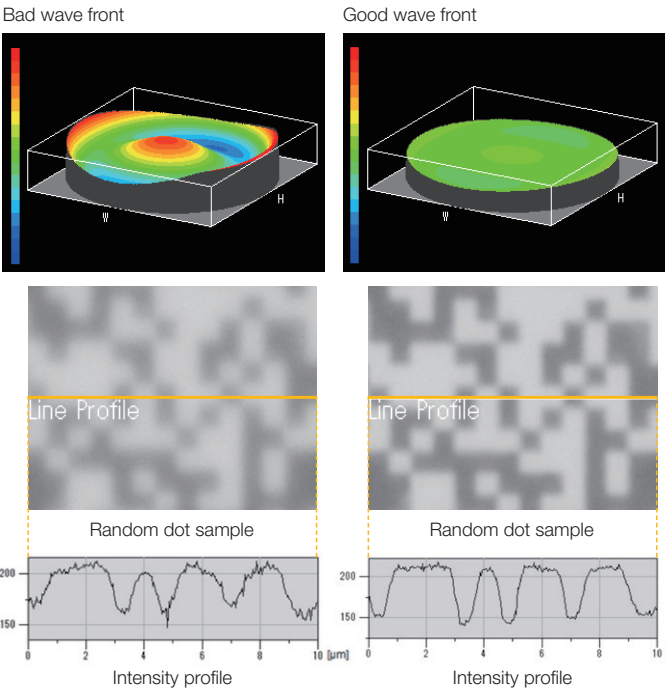 Bad wave front
Good wave front
W
H
W
H
Line Profile
Line Profile
Random dot sample
Random dot sample
200
150
0 2 4 6 8 10 [μm]
200
150
0 2 4 6 8 10
Intensity profile
Intensity profile